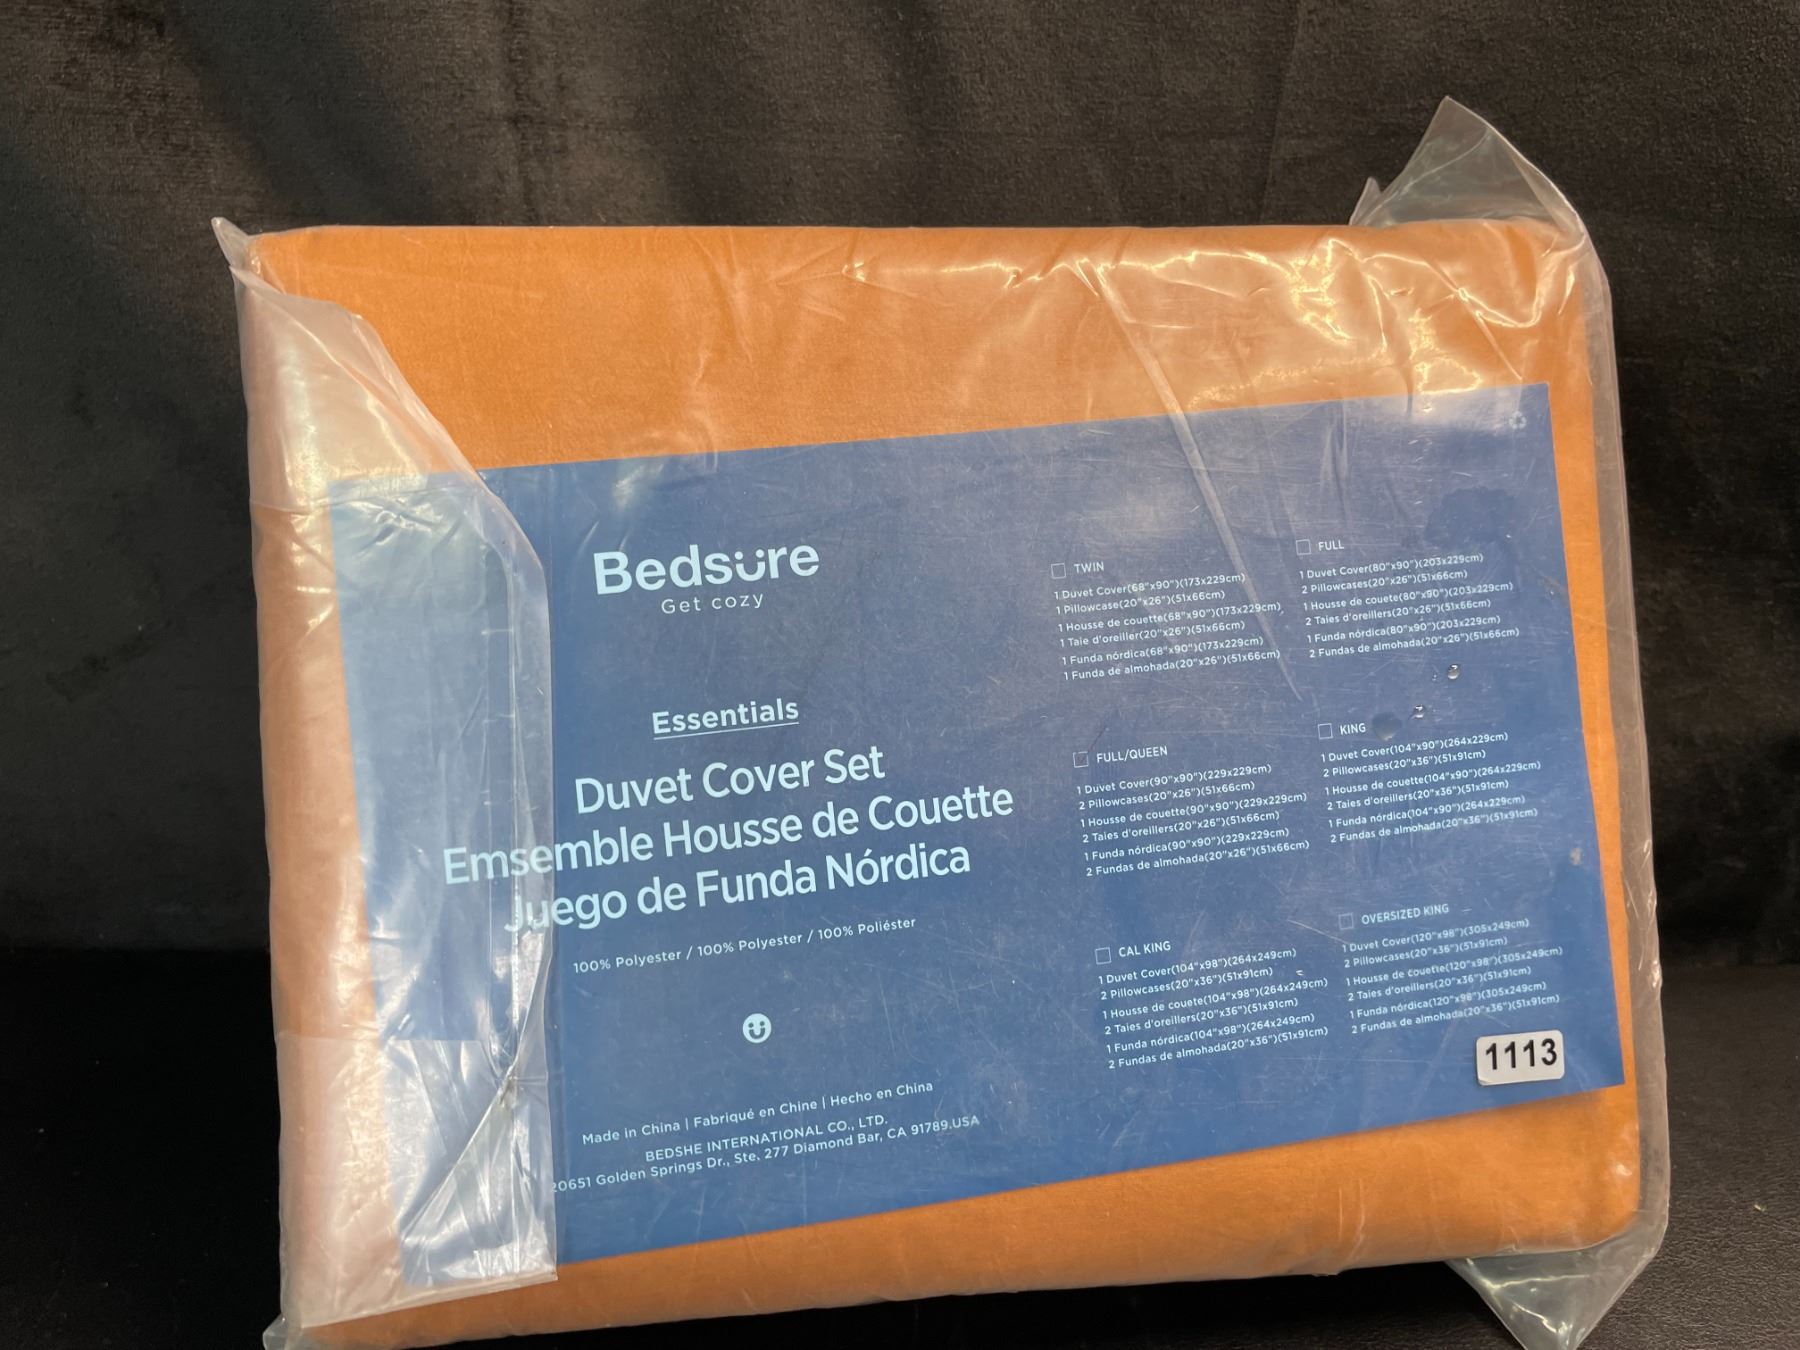 Bedsure
Get cozy
Essentials
Duvet Cover Set
Emsemble Housse de Couette
Juego de Funda Nórdica
100% Polyester / 100% Polyester / 100% Poliéster
Made in China | Fabriqué en Chine | Hecho en China
BEDSHE INTERNATIONAL CO., LTD.
20651 Golden Springs Dr., Ste. 277 Diamond Bar, CA 91789.USA
TWIN
1 Duvet Cover(68"x90")(173x229cm)
1 Pillowcase(20"x26")(51x66cm)
1 Housse de couette(68"x90")(173x229cm)
1 Taie d'oreiller(20"x26")(51x66cm)
1 Funda nórdica(68"x90")(173x229cm)
1 Funda de almohada(20"x26")(51x66cm)
FULL
1 Duvet Cover(80"x90")(203x229cm)
2 Pillowcases(20"x26")(51x66cm)
1 Housse de couete(80"x90")(203x229cm)
2 Taies d'oreillers(20"x26")(51x66cm)
1 Funda nórdica(80"x90")(203x229cm)
2 Fundas de almohada(20"x26")(51x66cm)
FULL/QUEEN
1 Duvet Cover(90"x90")(229x229cm)
2 Pillowcases(20"x26")(51x66cm)
1 Housse de couette(90"x90")(229x229cm)
2 Taies d'oreillers(20"x26")(51x66cm)
1 Funda nórdica(90"x90")(229x229cm)
2 Fundas de almohada(20"x26")(51x66cm)
KING
1 Duvet Cover(104"x90")(264x229cm)
2 Pillowcases(20"x36")(51x91cm)
1 Housse de couette(104"x90")(264x229cm)
2 Taies d'oreillers(20"x36")(51x91cm)
1 Funda nórdica(104"x90")(264x229cm)
2 Fundas de almohada(20"x36")(51x91cm)
CAL KING
1 Duvet Cover(104"x98")(264x249cm)
2 Pillowcases(20"x36")(51x91cm)
1 Housse de couete(104"x98")(264x249cm)
2 Taies d'oreillers(20"x36")(51x91cm)
1 Funda nórdica(104"x98")(264x249cm)
2 Fundas de almohada(20"x36")(51x91cm)
OVERSIZED KING
1 Duvet Cover(120"x98")(305x249cm)
2 Pillowcases(20"x36")(51x91cm)
1 Housse de couette(120"x98")(305x249cm)
2 Taies d'oreillers(20"x36")(51x91cm)
1 Funda nórdica(120"x98")(305x249cm)
2 Fundas de almohada(20"x36")(51x91cm)
1113